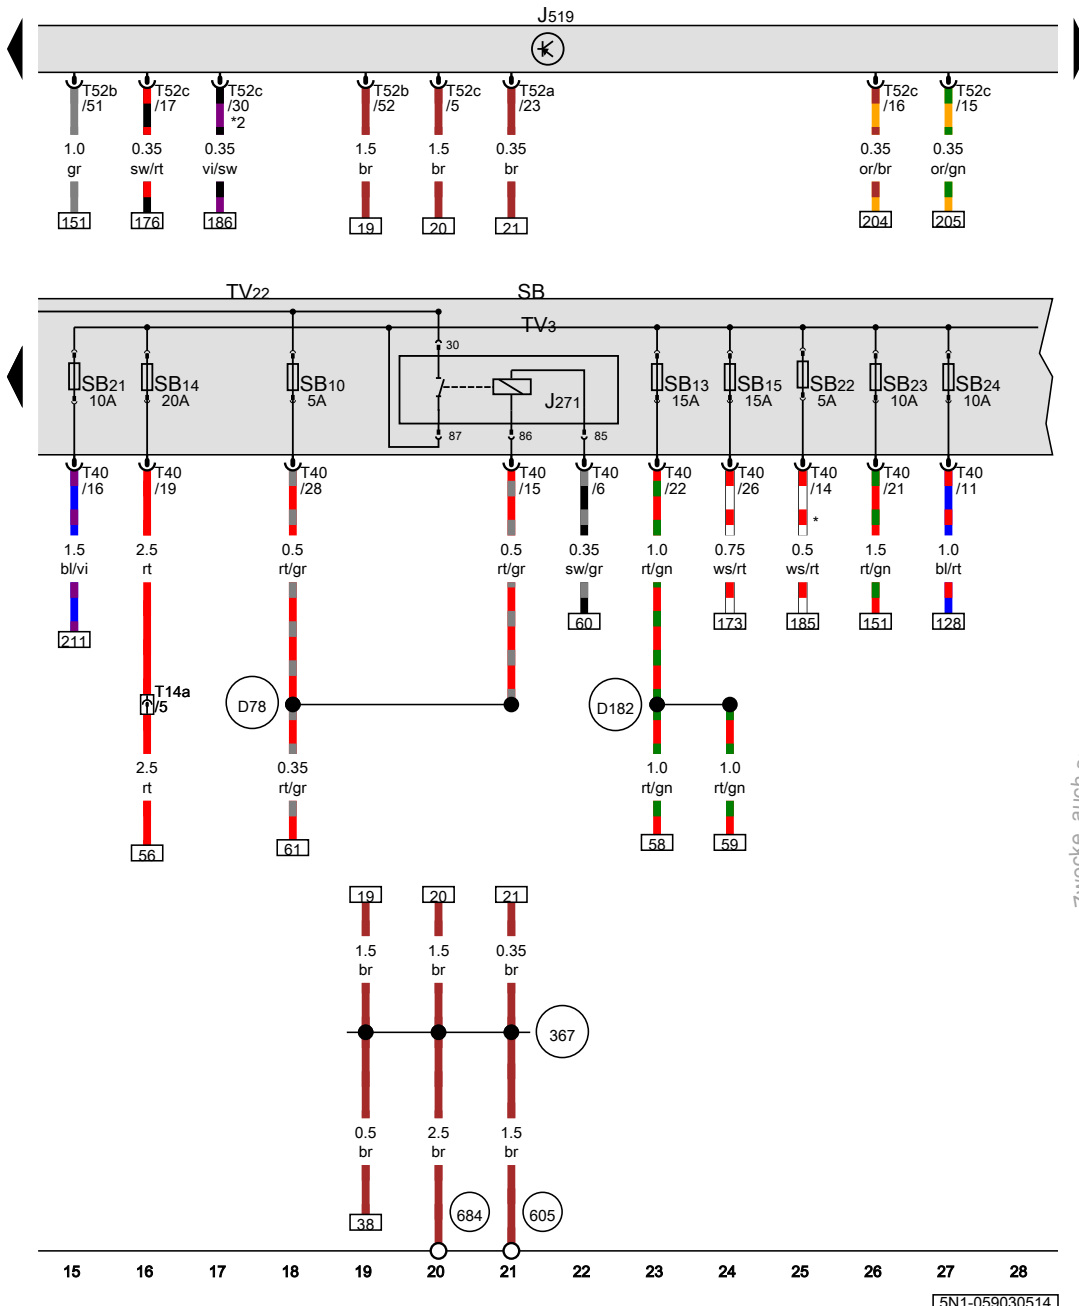 J519
T52b T52c T52c T52b T52c T52a T52c T52c
/51 /17 /30 /52 /5 /23 /16 /15
*2
1.0 0.35 0.35 1.5 1.5 0.35 0.35 0.35
gr sw/rt vi/sw br br br or/br or/gn
151 176 186 19 20 21 204 205
TV22 SB
TV3
30
SB21 SB14 SB10 SB13 SB15 SB22 SB23 SB24
10A 20A 5A 15A 15A 5A 10A 10A
J271
87 86 85
T40 T40 T40 T40 T40 T40 T40 T40 T40 T40
/16 /19 /28 /15 /6 /22 /26 /14 /21 /11
*
1.5 2.5 0.5 0.5 0.35 1.0 0.75 0.5 1.5 1.0
bl/vi rt rt/gr rt/gr sw/gr rt/gn ws/rt ws/rt rt/gn bl/rt
211 60 173 185 151 128
T14a
/5
D78 D182
2.5 0.35 1.0 1.0
rt rt/gr rt/gn rt/gn
56 61 58 59
Zwecke, auch
19 20 21
1.5 1.5 0.35
br br br
367
0.5 2.5 1.5
br br br
38 684 605
15 16 17 18 19 20 21 22 23 24 25 26 27 28
5N1-059030514